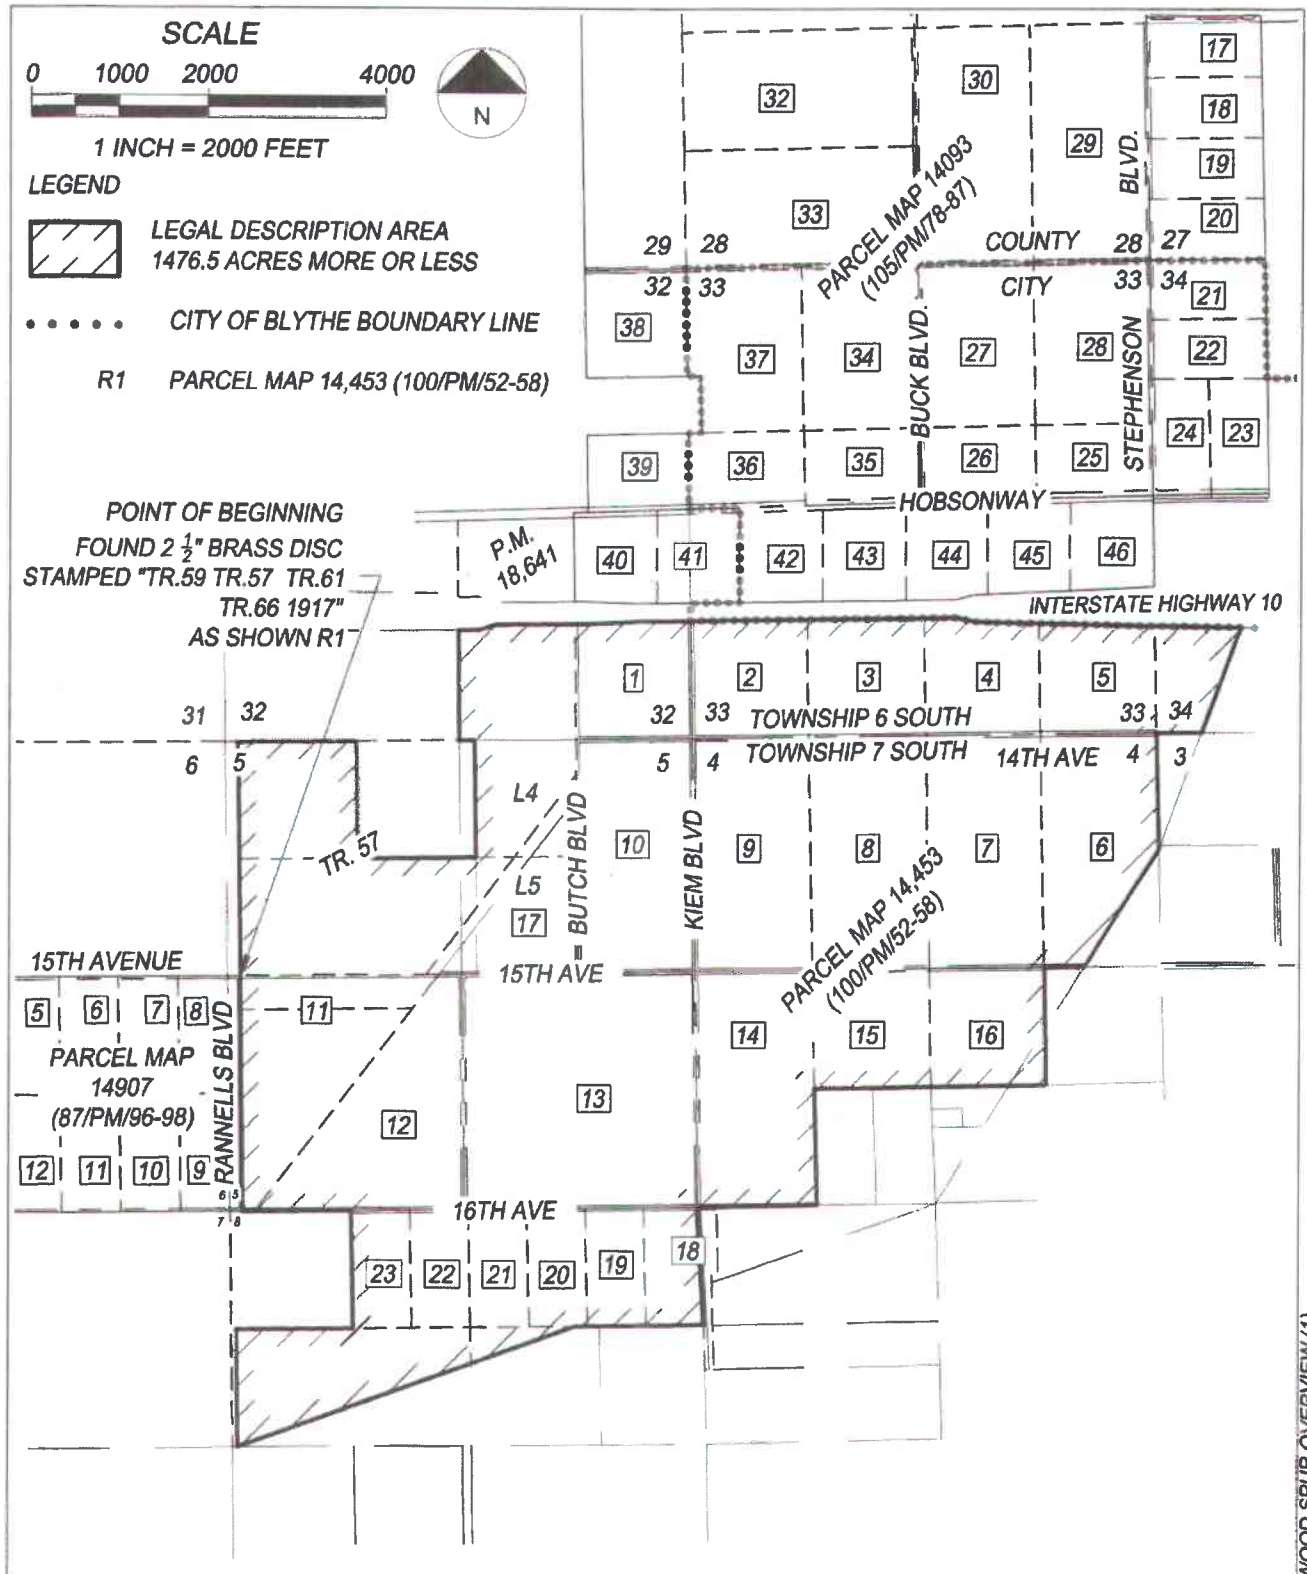 SCALE
0 1000 2000 4000
N
1 INCH = 2000 FEET
LEGEND
LEGAL DESCRIPTION AREA
1476.5 ACRES MORE OR LESS
CITY OF BLYTHE BOUNDARY LINE
R1 PARCEL MAP 14,453 (100/PM/52-58)
17
30
32
18
29
BLVD.
19
PARCEL MAP 14093
(105/PM/78-87)
33
20
29 28
COUNTY
28 27
32 33
CITY
33 34
21
38
37
34
BUCK BLVD.
27
28
STEPHENSON
22
24
23
39
36
35
26
25
HOBSONWAY
POINT OF BEGINNING
FOUND 2 1/2" BRASS DISC
STAMPED "TR.59 TR.57 TR.61
TR.66 1917"
AS SHOWN R1
P.M.
18,641
40
41
42
43
44
45
46
INTERSTATE HIGHWAY 10
1
2
3
4
5
31 32
32 33
TOWNSHIP 6 SOUTH
33 34
6 5
5 4
TOWNSHIP 7 SOUTH
14TH AVE
4 3
L4
TR. 57
BUTCH BLVD
10
KIEM BLVD
9
8
7
6
L5
17
PARCEL MAP 14,453
(100/PM/52-58)
15TH AVENUE
15TH AVE
5
6
7
8
11
14
15
16
PARCEL MAP
14907
(87/PM/96-98)
RANNELLS BLVD
12
13
12
11
10
9
6 5
7 8
16TH AVE
23
22
21
20
19
18
WOOD SPUR OVERVIEW (4)